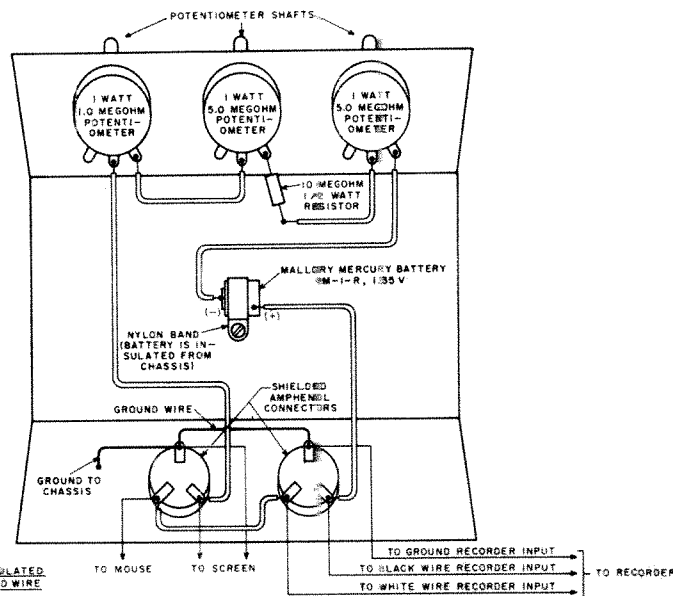 POTENTIOMETER SHAFTS
1 WATT
1.0 MEGOHM
POTENTI-
OMETER
1 WATT
5.0 MEGOHM
POTENTI-
OMETER
1 WATT
5.0 MEGOHM
POTENTI-
OMETER
10 MEGOHM
1/2 WATT
RESISTOR
MALLORY MERCURY BATTERY
RM-1-R, 1.35 V
(-)
(+)
NYLON BAND
(BATTERY IS IN-
SULATED FROM
CHASSIS)
SHIELDED
AMPHENOL
CONNECTORS
GROUND WIRE
GROUND TO
CHASSIS
TO MOUSE
TO SCREEN
TO GROUND RECORDER INPUT
TO BLACK WIRE RECORDER INPUT
TO WHITE WIRE RECORDER INPUT
TO RECORDER
WIRE